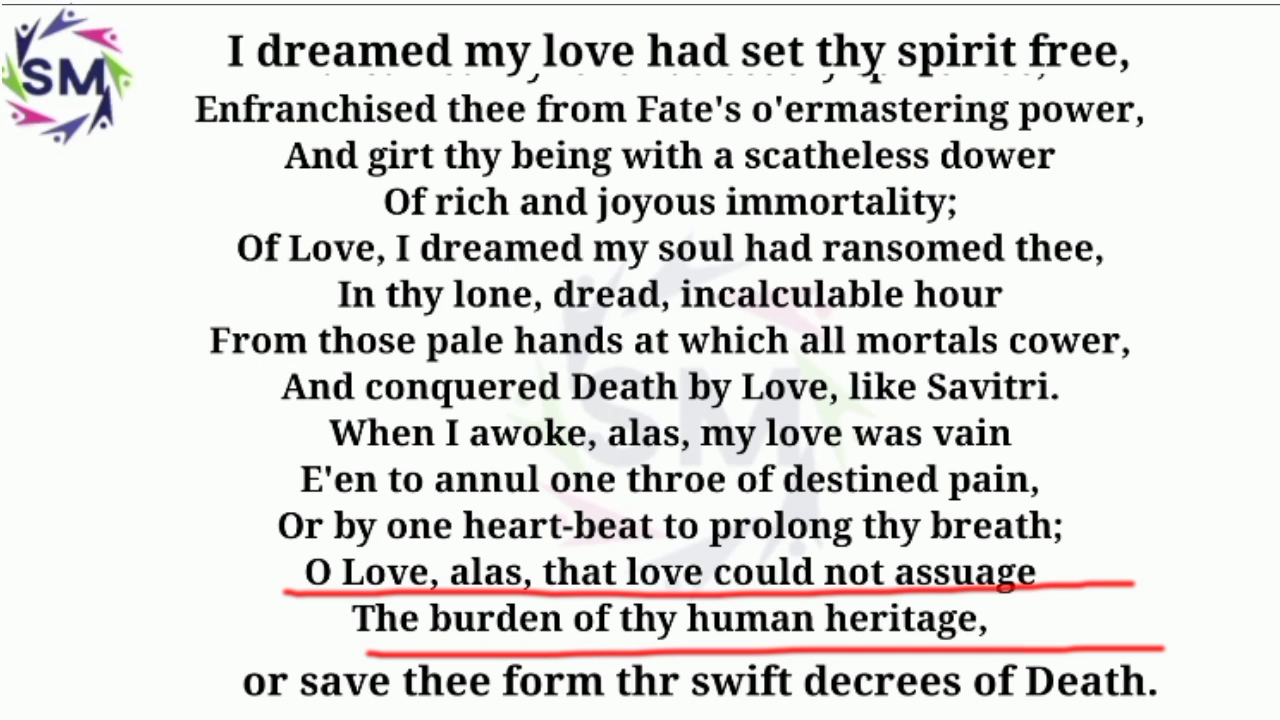 SM
I dreamed my love had set thy spirit free,
Enfranchised thee from Fate's o'ermastering power,
And girt thy being with a scatheless dower
Of rich and joyous immortality;
Of Love, I dreamed my soul had ransomed thee,
In thy lone, dread, incalculable hour
From those pale hands at which all mortals cower,
And conquered Death by Love, like Savitri.
When I awoke, alas, my love was vain
E'en to annul one throe of destined pain,
Or by one heart-beat to prolong thy breath;
O Love, alas, that love could not assuage
The burden of thy human heritage,
or save thee form thr swift decrees of Death.
SM